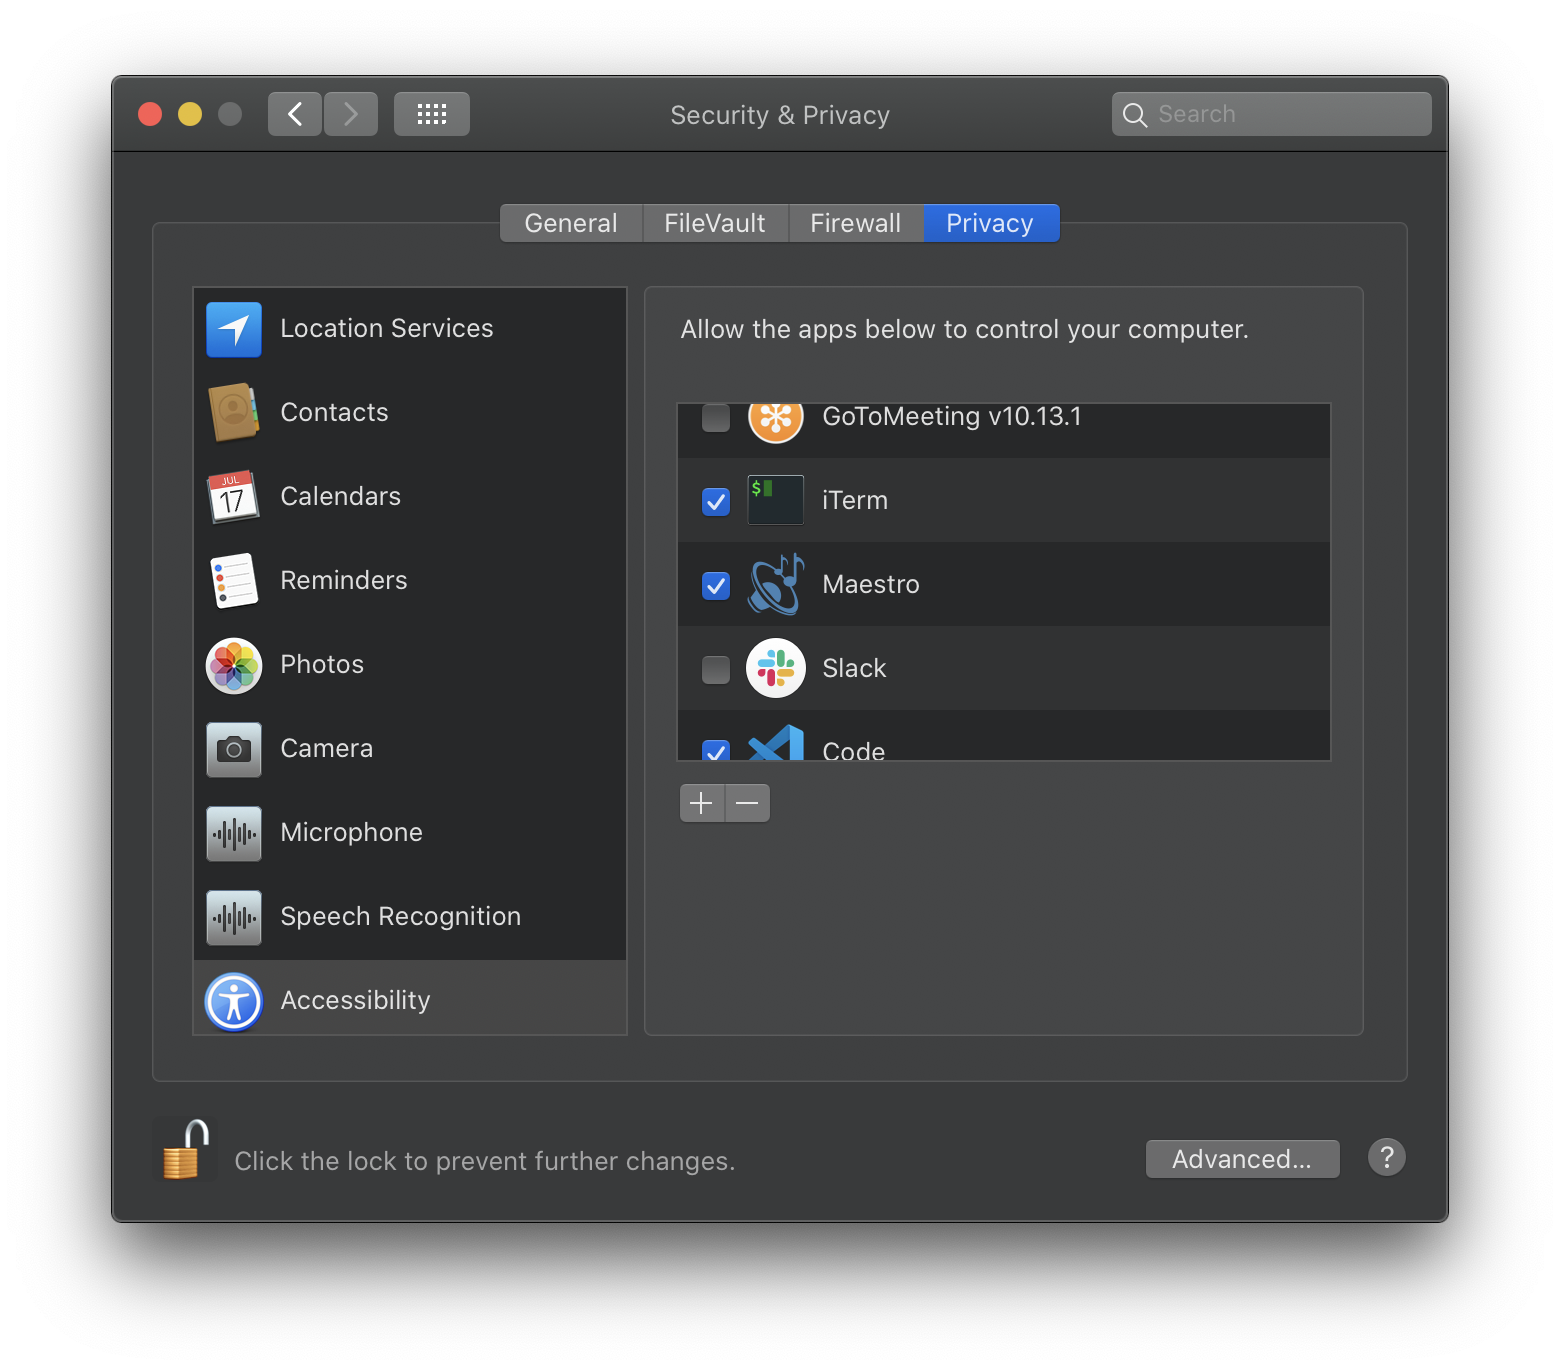 Security & Privacy
Search
General
FileVault
Firewall
Privacy
Location Services
Contacts
JUL
17
Calendars
Reminders
Photos
Camera
Microphone
Speech Recognition
Accessibility
Allow the apps below to control your computer.
GoToMeeting v10.13.1
$
iTerm
Maestro
Slack
Code
Click the lock to prevent further changes.
Advanced...
?